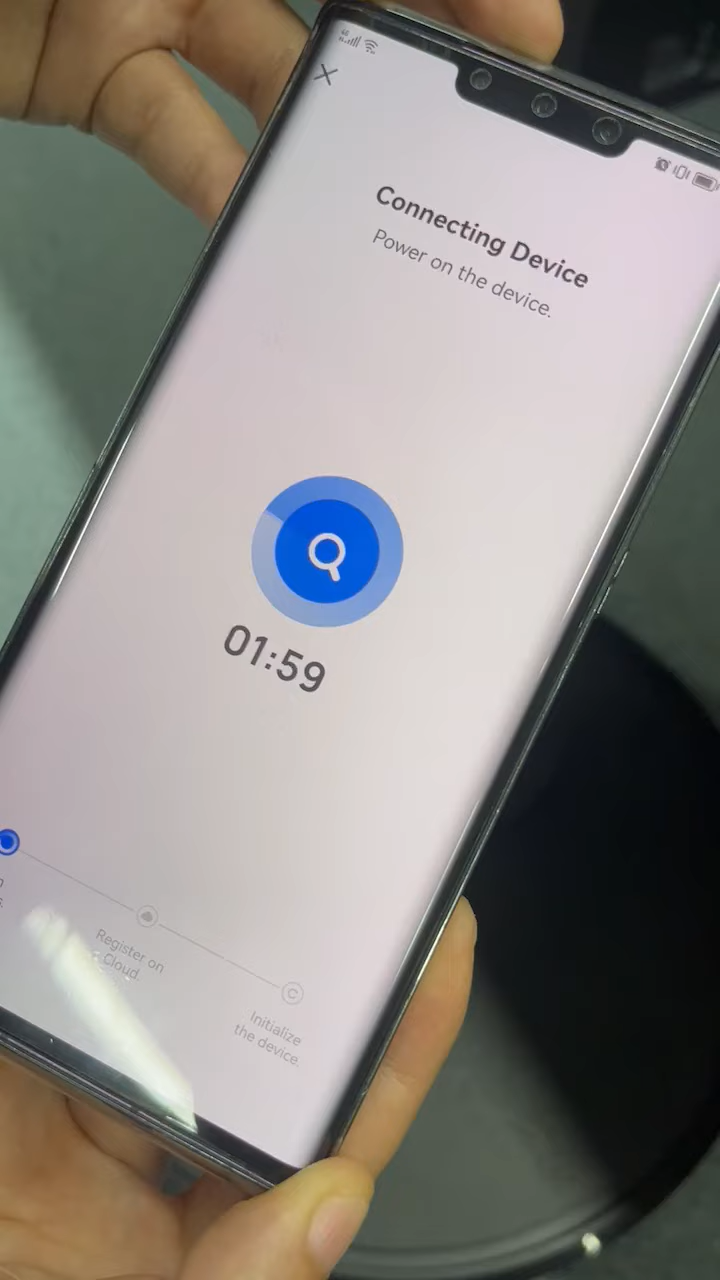 Connecting Device
Power on the device.
01:59
Register on
Cloud.
Initialize
the device.